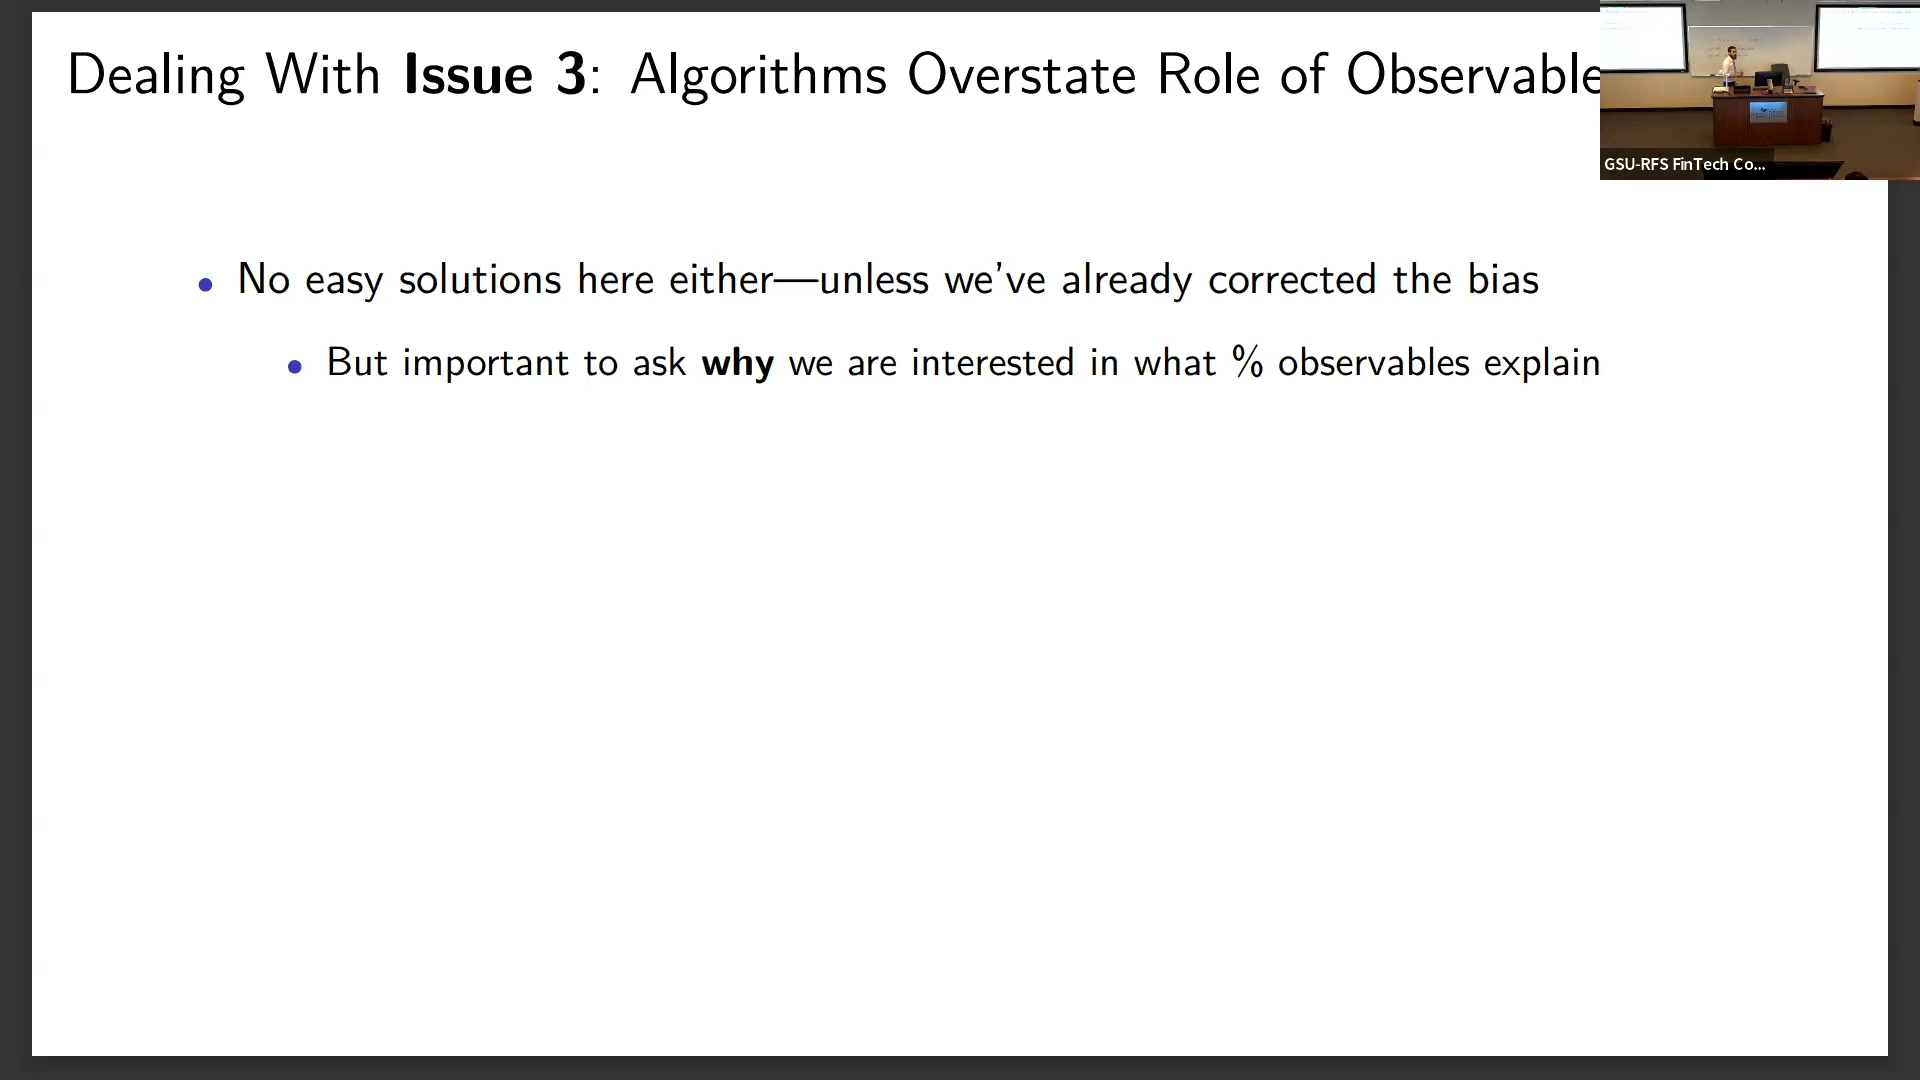 Dealing With Issue 3: Algorithms Overstate Role of Observable
No easy solutions here either—unless we've already corrected the bias
But important to ask why we are interested in what % observables explain
GSU-RFS FinTech Co...